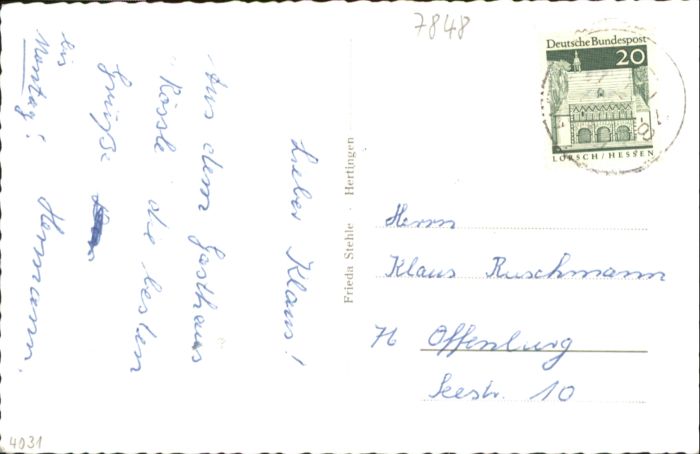 7848
Deutsche Bundespost
20
LORSCH/HESSEN
Lieber Klaus!
Aus dem Gasthaus
"Rössle die besten
Grüße
bis
Montag! Hermann.
Frieda Stehle · Hertingen
Herrn
Klaus Ruschmann
76 Offenburg
Seestr. 10
4031